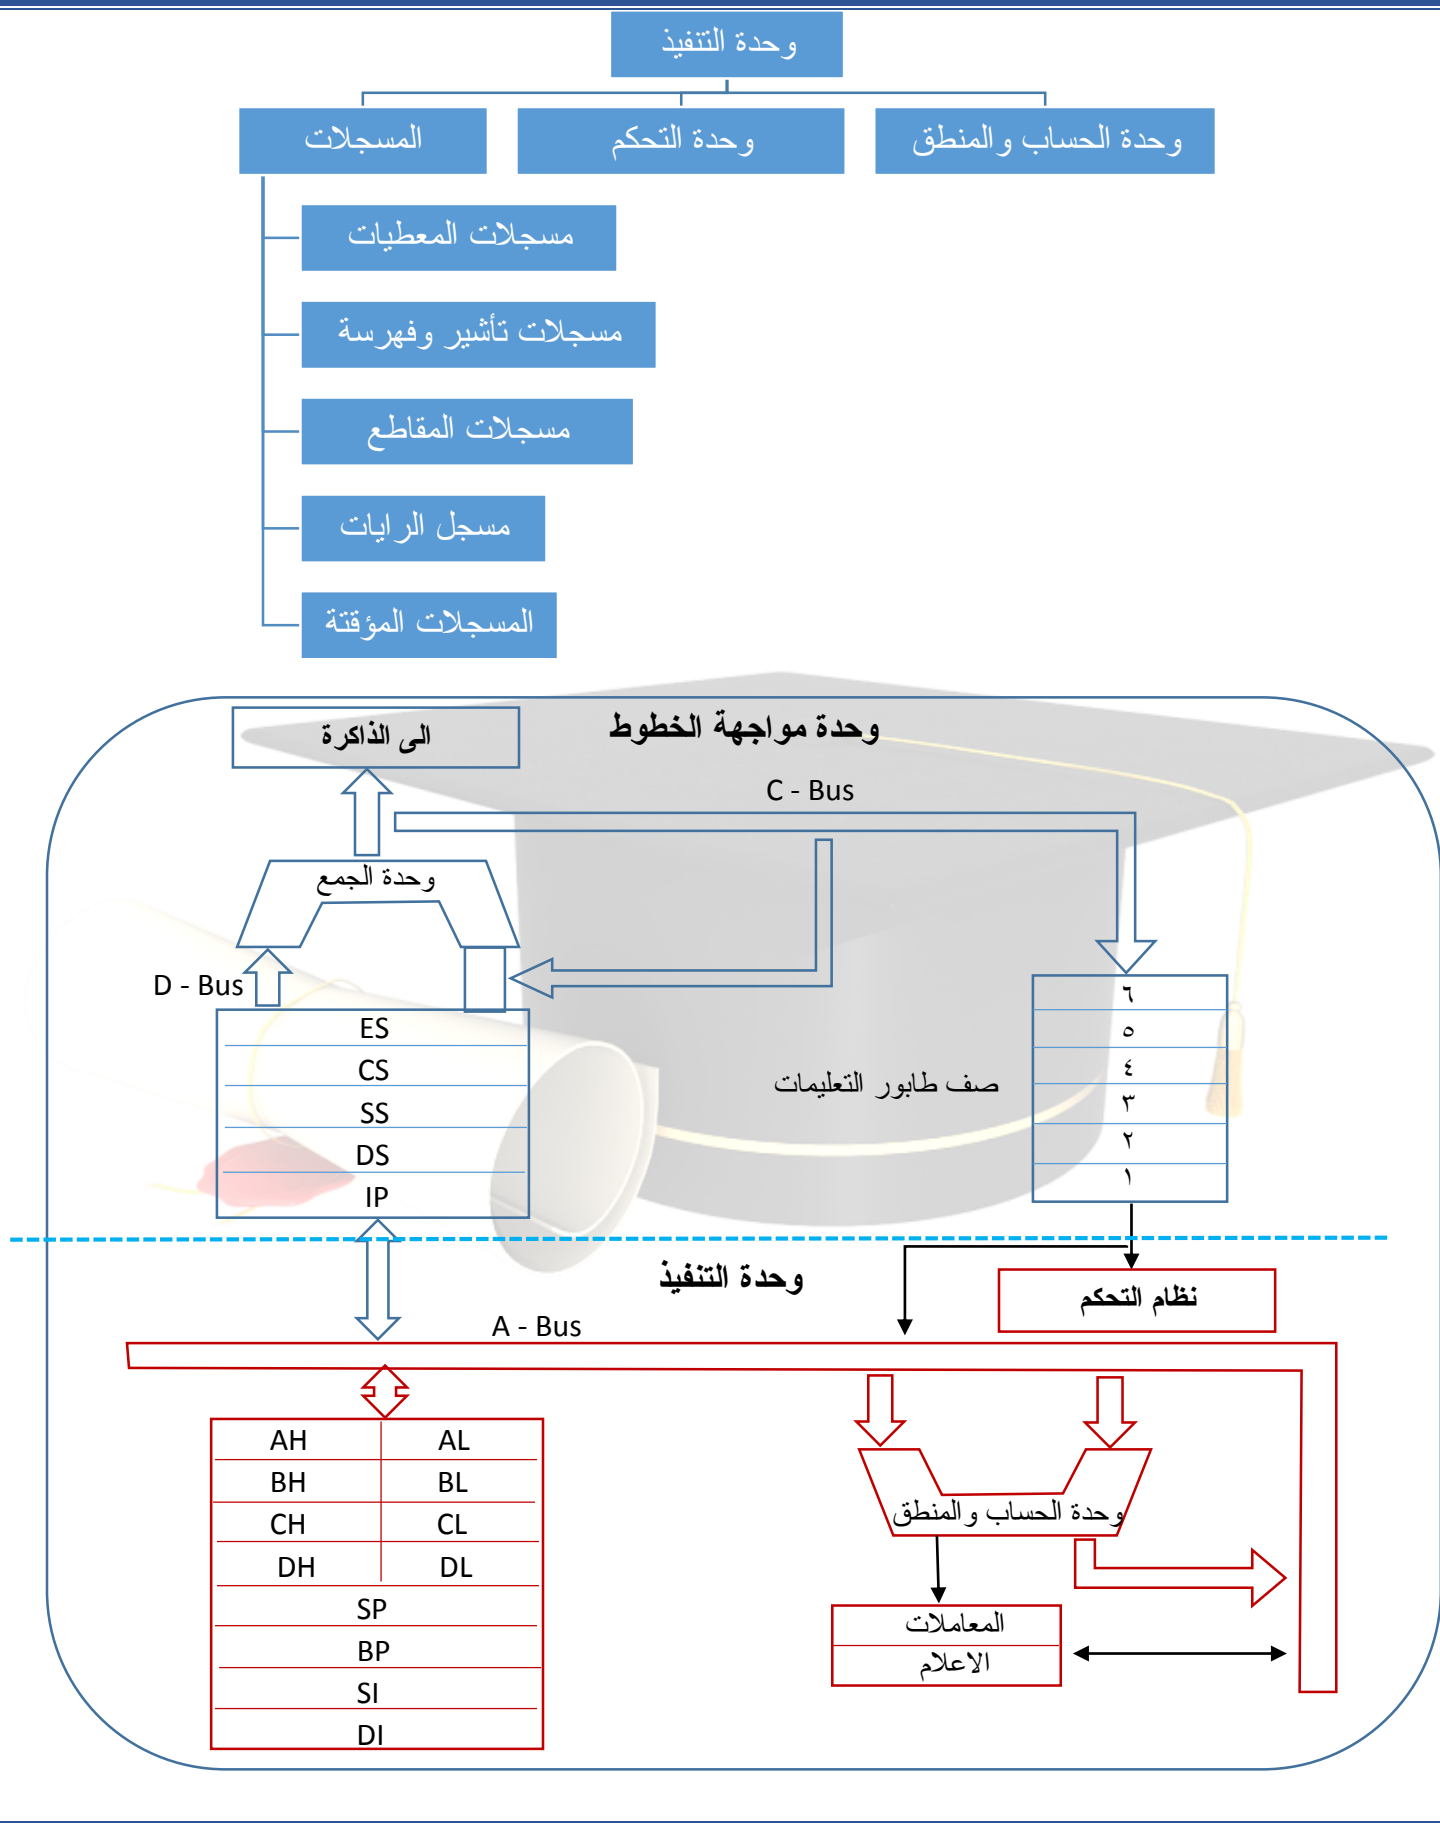 وحدة التنفيذ
وحدة الحساب والمنطق
وحدة التحكم
المسجلات
مسجلات المعطيات
مسجلات تأشير وفهرسة
مسجلات المقاطع
مسجل الرايات
المسجلات المؤقتة
وحدة مواجهة الخطوط
الى الذاكرة
C - Bus
وحدة الجمع
D - Bus
ES
CS
SS
DS
IP
صف طابور التعليمات
٦
٥
٤
٣
٢
١
وحدة التنفيذ
نظام التحكم
A - Bus
AH AL
BH BL
CH CL
DH DL
SP
BP
SI
DI
وحدة الحساب والمنطق
المعاملات
الاعلام